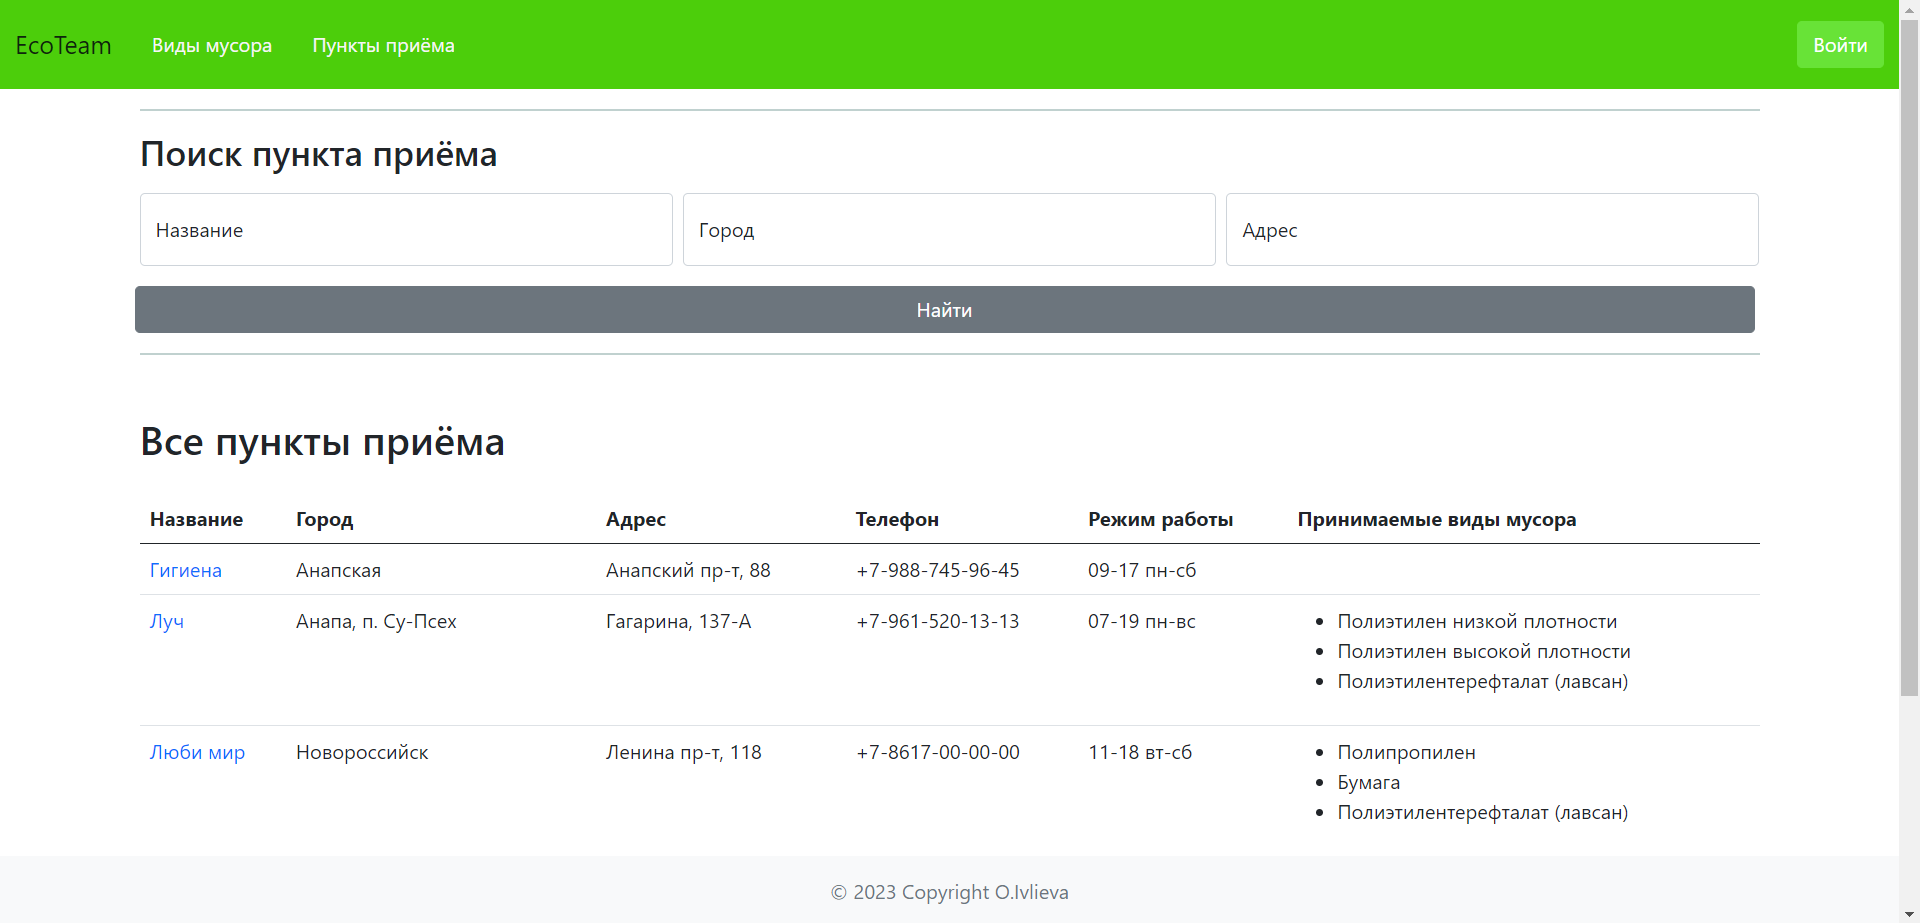 EcoTeam Виды мусора Пункты приёма Войти
Поиск пункта приёма
Название Город Адрес
Найти
Все пункты приёма
Название Город Адрес Телефон Режим работы Принимаемые виды мусора
Гигиена Анапская Анапский пр-т, 88 +7-988-745-96-45 09-17 пн-сб
Луч Анапа, п. Су-Псех Гагарина, 137-А +7-961-520-13-13 07-19 пн-вс • Полиэтилен низкой плотности
• Полиэтилен высокой плотности
• Полиэтилентерефталат (лавсан)
Люби мир Новороссийск Ленина пр-т, 118 +7-8617-00-00-00 11-18 вт-сб • Полипропилен
• Бумага
• Полиэтилентерефталат (лавсан)
© 2023 Copyright O.Ivlieva